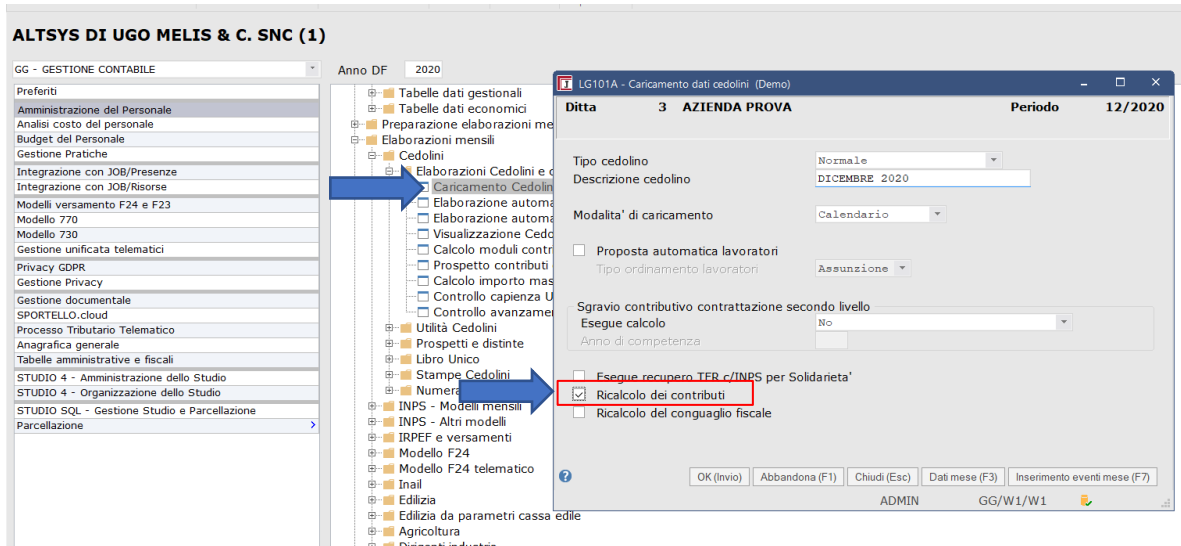 ALTSYS DI UGO MELIS & C. SNC (1)
GG - GESTIONE CONTABILE
Anno DF 2020
Preferiti
Amministrazione del Personale
Analisi costo del personale
Budget del Personale
Gestione Pratiche
Integrazione con JOB/Presenze
Integrazione con JOB/Risorse
Modelli versamento F24 e F23
Modello 770
Modello 730
Gestione unificata telematici
Privacy GDPR
Gestione Privacy
Gestione documentale
SPORTELLO.cloud
Processo Tributario Telematico
Anagrafica generale
Tabelle amministrative e fiscali
STUDIO 4 - Amministrazione dello Studio
STUDIO 4 - Organizzazione dello Studio
STUDIO SQL - Gestione Studio e Parcellazione
Parcellazione
Tabelle dati gestionali
Tabelle dati economici
Preparazione elaborazioni me
Elaborazioni mensili
Cedolini
Elaborazioni Cedolini e c
Caricamento Cedolin
Elaborazione automa
Elaborazione automa
Visualizzazione Cedo
Calcolo moduli contr
Prospetto contributi
Calcolo importo mas
Controllo capienza U
Controllo avanzamer
Utilità Cedolini
Prospetti e distinte
Libro Unico
Stampe Cedolini
Numera
INPS - Modelli mensili
INPS - Altri modelli
IRPEF e versamenti
Modello F24
Modello F24 telematico
Inail
Edilizia
Edilizia da parametri cassa edile
Agricoltura
Dirigenti industria
LG101A - Caricamento dati cedolini (Demo)
Ditta 3 AZIENDA PROVA Periodo 12/2020
Tipo cedolino Normale
Descrizione cedolino DICEMBRE 2020
Modalita' di caricamento Calendario
Proposta automatica lavoratori
Tipo ordinamento lavoratori Assunzione
Sgravio contributivo contrattazione secondo livello
Esegue calcolo No
Anno di competenza
Esegue recupero TFR c/INPS per Solidarieta'
Ricalcolo dei contributi
Ricalcolo del conguaglio fiscale
OK (Invio) Abbandona (F1) Chiudi (Esc) Dati mese (F3) Inserimento eventi mese (F7)
ADMIN GG/W1/W1